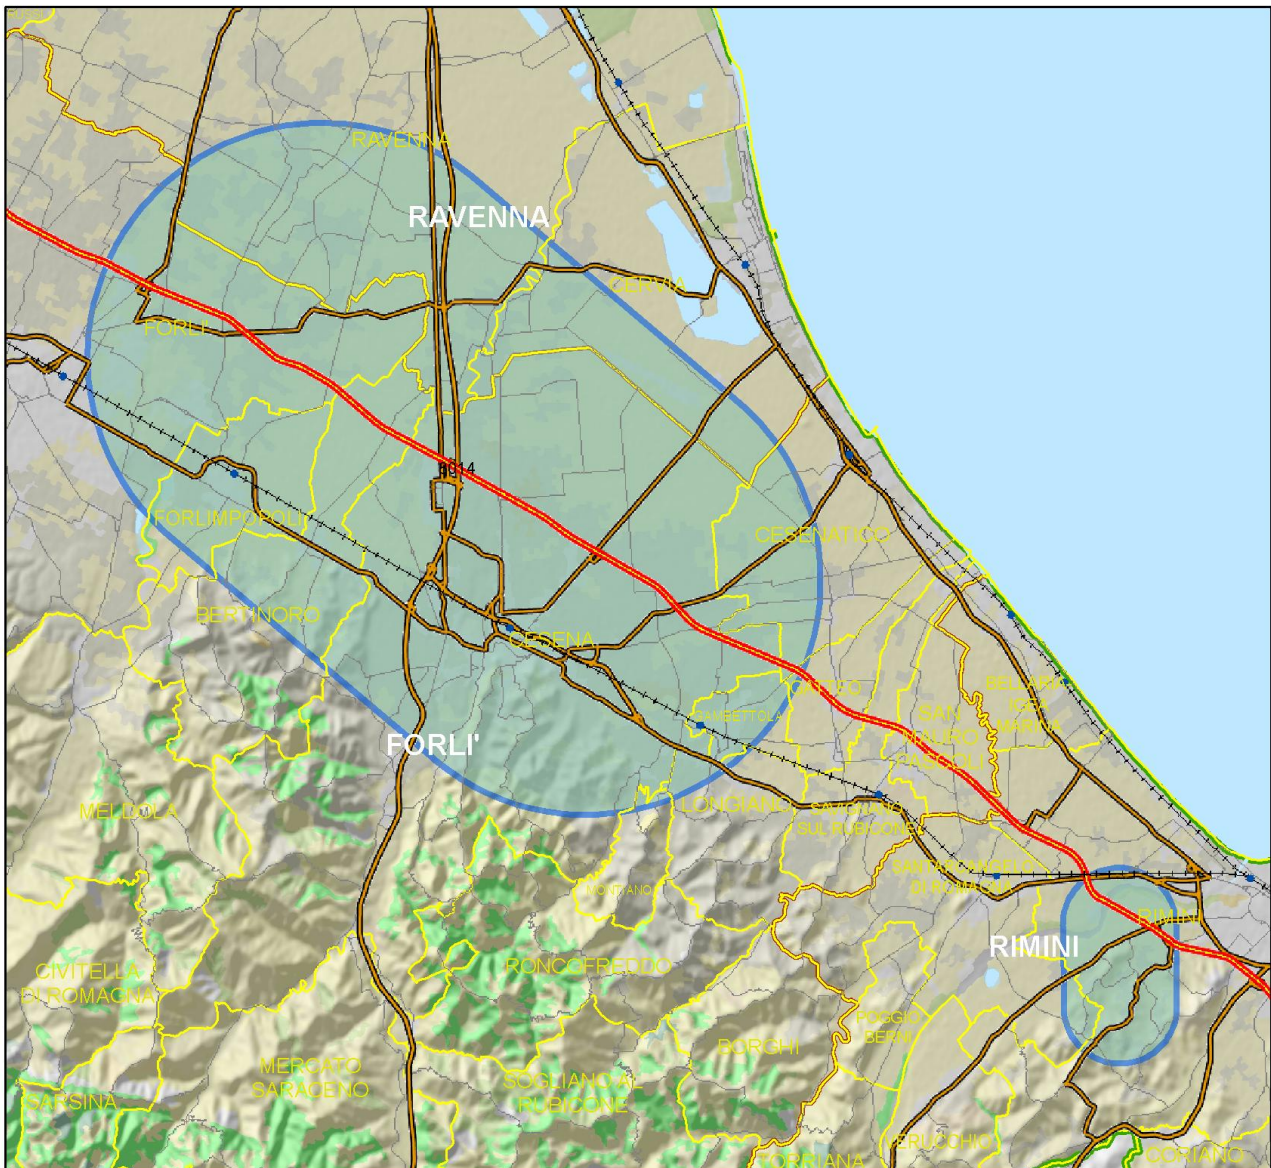 RUSSI
RAVENNA
RAVENNA
CERVIA
FORLI'
FORLIMPOPOLI
CESENATICO
BERTINORO
CESENA
GATTEO
BELLARIA
IGEA
MARINA
GAMBETTOLA
SAN
MAURO
PASCOLI
FORLI'
MELDOLA
LONGIANO
SAVIGNANO
SUL RUBICONE
SANTARCANGELO
DI ROMAGNA
MONTIANO
RIMINI
RIMINI
RONCOFREDDO
CIVITELLA
DI ROMAGNA
POGGIO
BERNI
BORGHI
MERCATO
SARACENO
SOGLIANO AL
RUBICONE
SARSINA
VERUCCHIO
TORRIANA
CORIANO